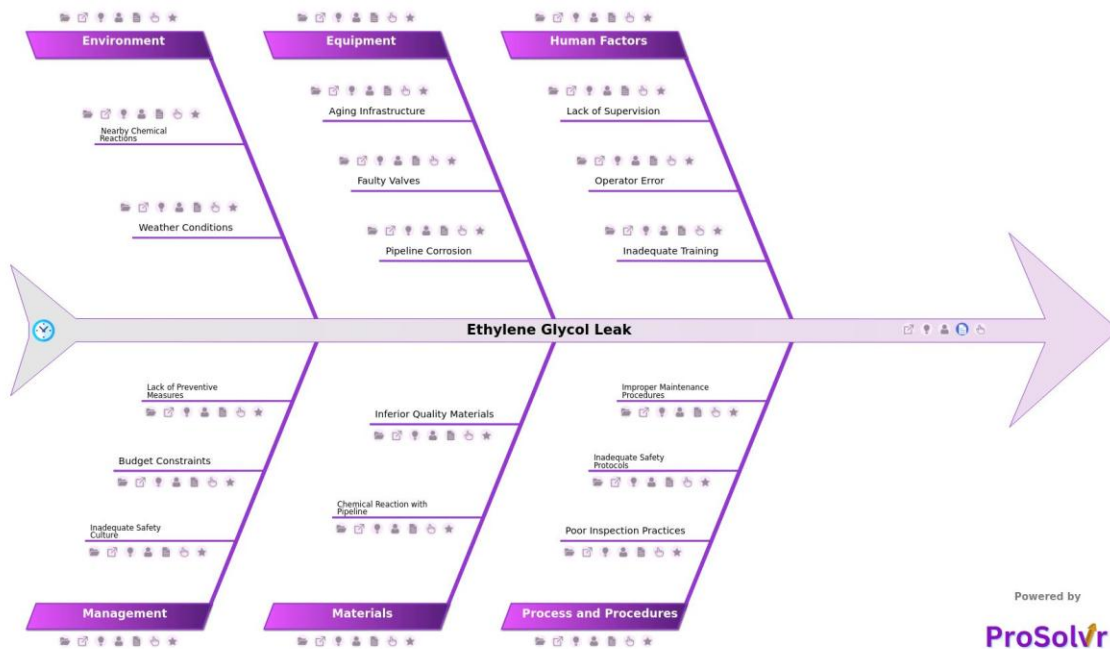 Environment
Equipment
Human Factors
Nearby Chemical
Reactions
Weather Conditions
Aging Infrastructure
Faulty Valves
Pipeline Corrosion
Lack of Supervision
Operator Error
Inadequate Training
Ethylene Glycol Leak
Lack of Preventive
Measures
Budget Constraints
Inadequate Safety
Culture
Inferior Quality Materials
Chemical Reaction with
Pipeline
Improper Maintenance
Procedures
Inadequate Safety
Protocols
Poor Inspection Practices
Management
Materials
Process and Procedures
Powered by
ProSolvr